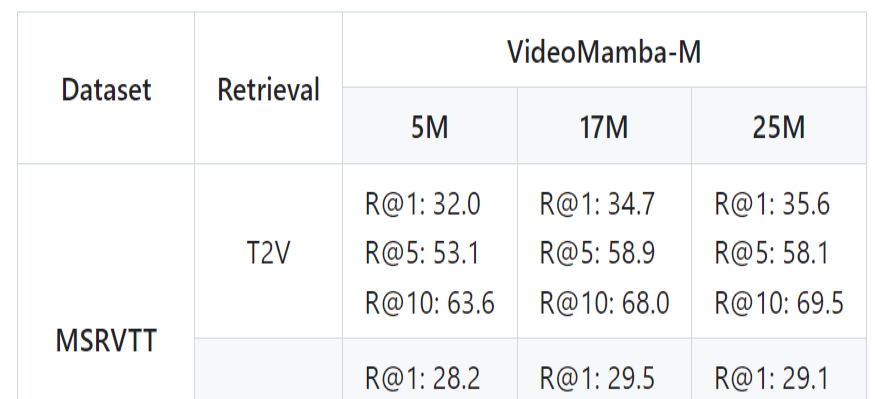 Dataset Retrieval VideoMamba-M
5M 17M 25M
MSRVTT
T2V
R@1: 32.0 R@1: 34.7 R@1: 35.6
R@5: 53.1 R@5: 58.9 R@5: 58.1
R@10: 63.6 R@10: 68.0 R@10: 69.5
R@1: 28.2 R@1: 29.5 R@1: 29.1